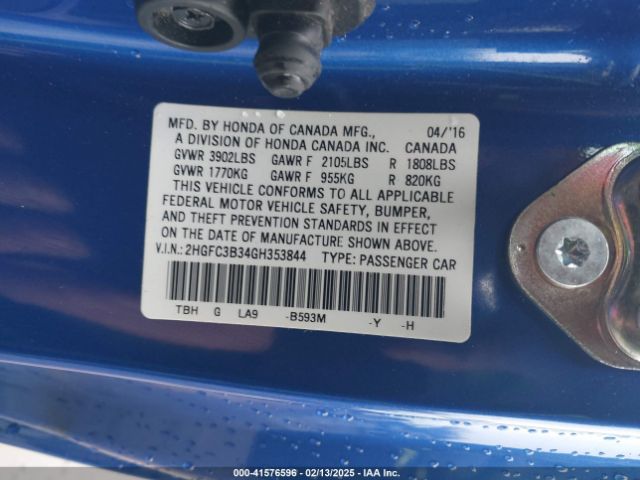 MFD. BY HONDA OF CANADA MFG., 04/'16
A DIVISION OF HONDA CANADA INC. CANADA
GVWR 3902LBS GAWR F 2105LBS R 1808LBS
GVWR 1770KG GAWR F 955KG R 820KG
THIS VEHICLE CONFORMS TO ALL APPLICABLE
FEDERAL MOTOR VEHICLE SAFETY, BUMPER,
AND THEFT PREVENTION STANDARDS IN EFFECT
ON THE DATE OF MANUFACTURE SHOWN ABOVE.
V.I.N.: 2HGFC3B34GH353844 TYPE: PASSENGER CAR
TBH G LA9 -B593M -Y -H
000-41576596 - 02/13/2025 - IAA Inc.